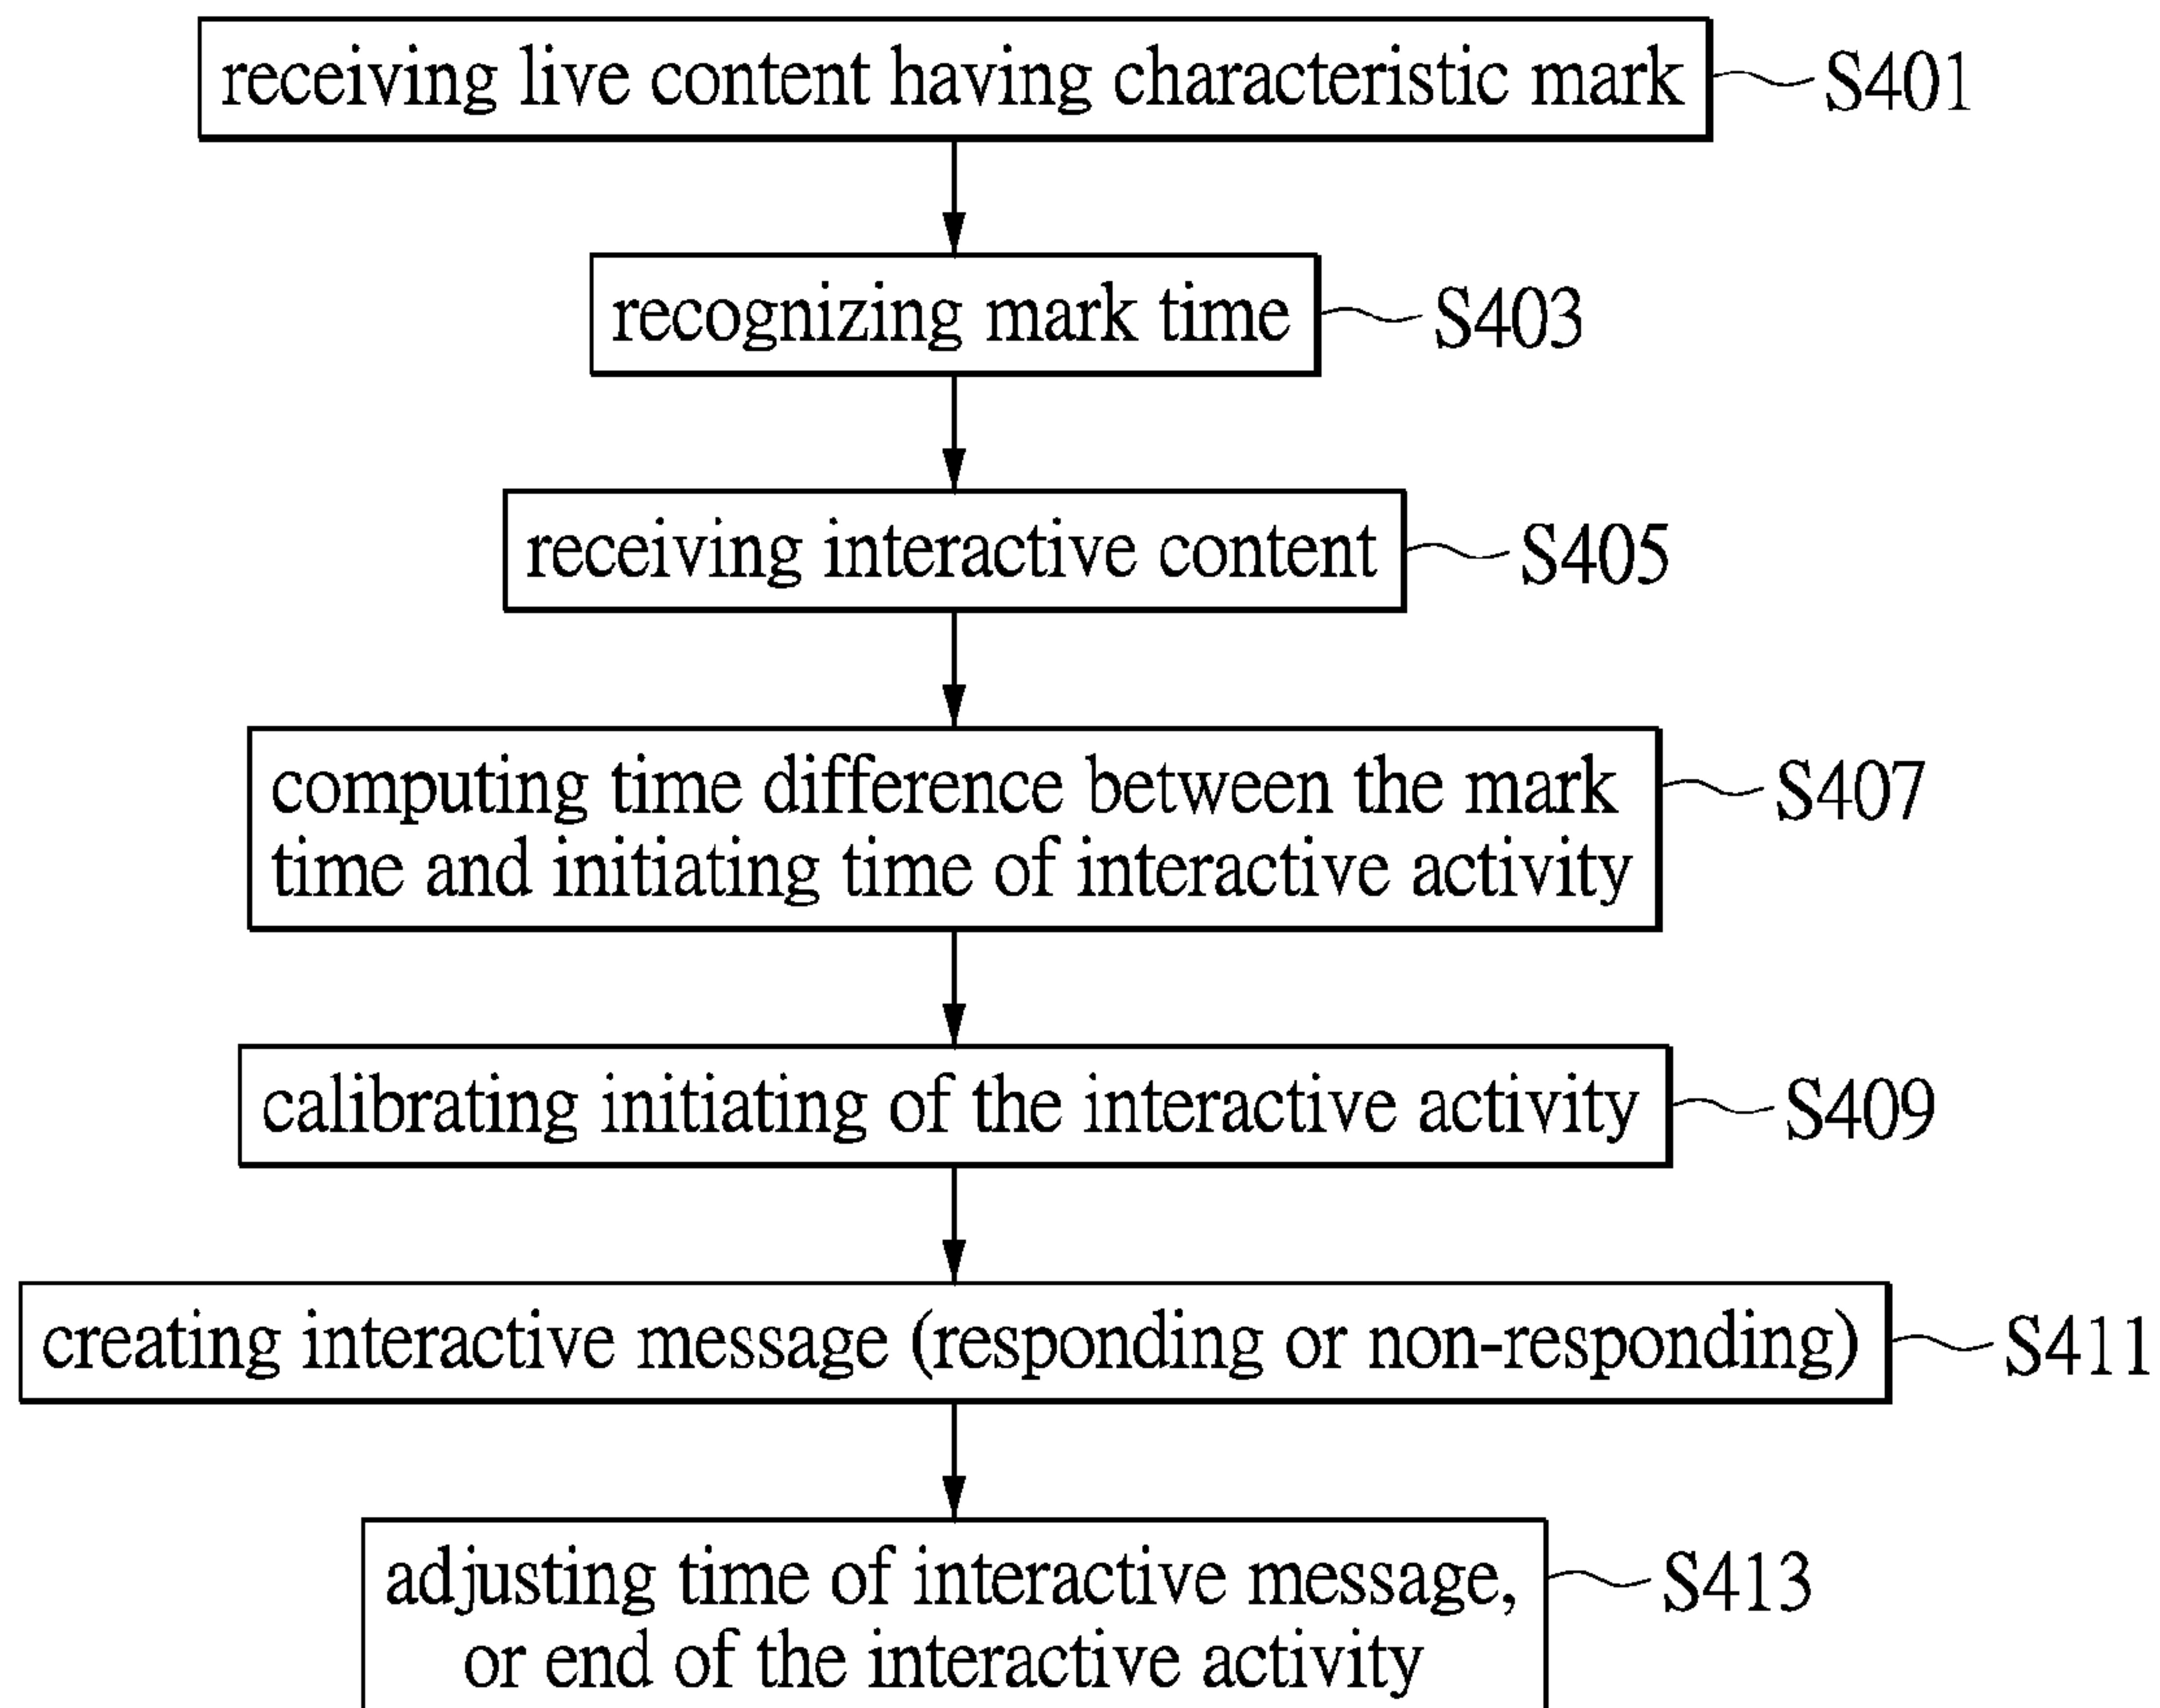 receiving live content having characteristic mark S401
recognizing mark time S403
receiving interactive content S405
computing time difference between the mark S407
time and initiating time of interactive activity
calibrating initiating of the interactive activity S409
creating interactive message (responding or non-responding) S411
adjusting time of interactive message, S413
or end of the interactive activity